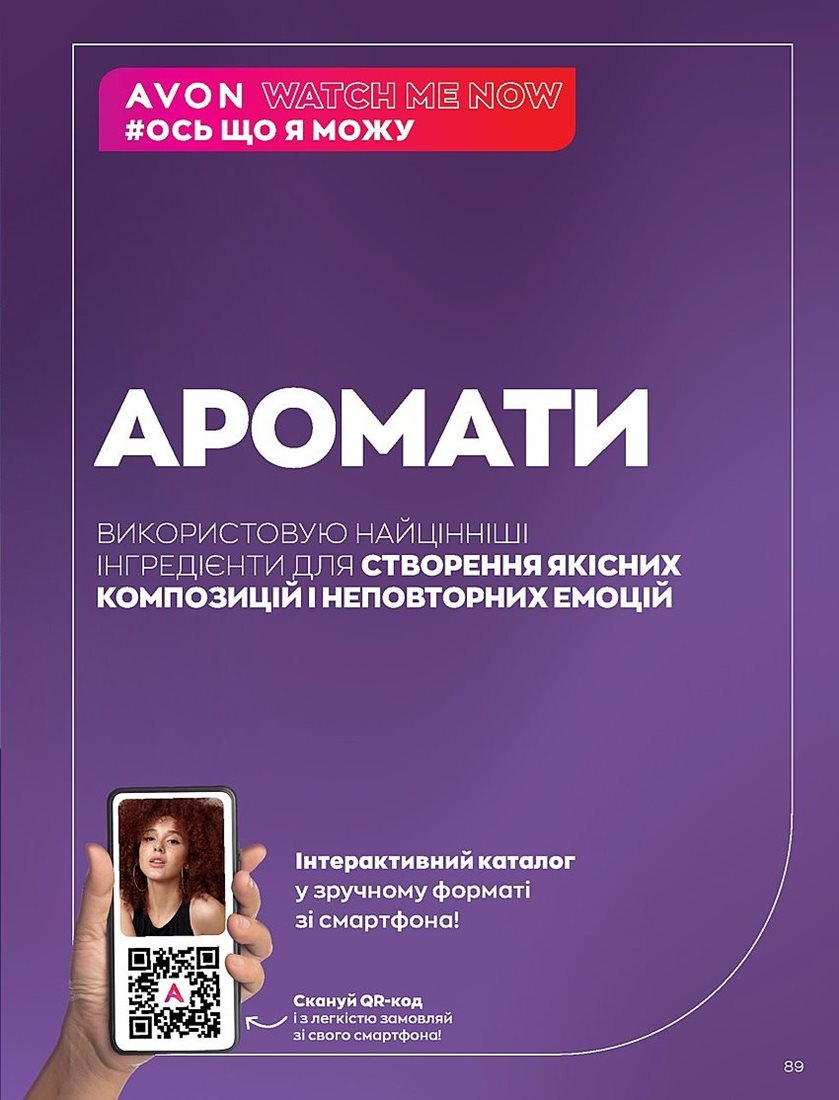 AVON WATCH ME NOW
#ОСЬ ЩО Я МОЖУ
АРОМАТИ
ВИКОРИСТОВУЮ НАЙЦІННІШІ
ІНГРЕДІЄНТИ ДЛЯ СТВОРЕННЯ ЯКІСНИХ
КОМПОЗИЦІЙ І НЕПОВТОРНИХ ЕМОЦІЙ
Інтерактивний каталог
у зручному форматі
зі смартфона!
Скануй QR-код
і з легкістю замовляй
зі свого смартфона!
89